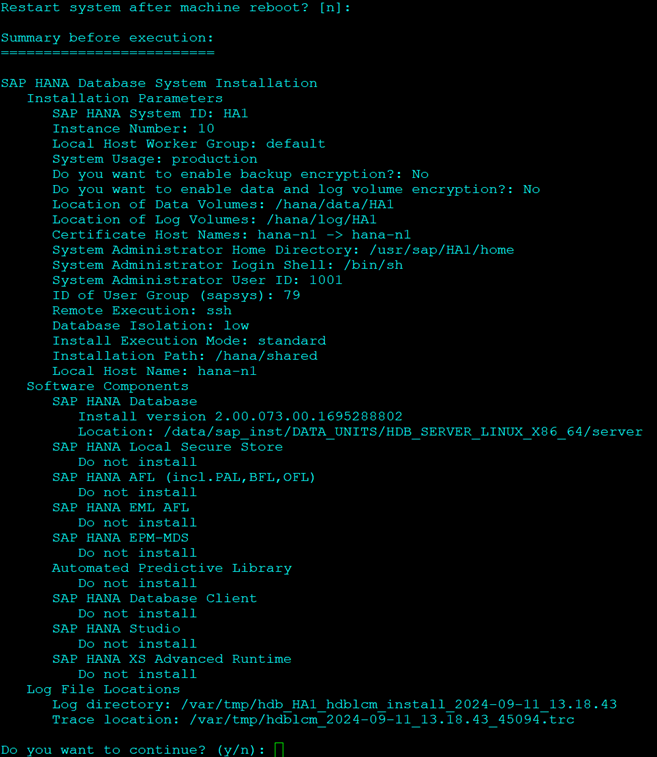 Restart system after machine reboot? [n]:
Summary before execution:
=========================
SAP HANA Database System Installation
   Installation Parameters
      SAP HANA System ID: HA1
      Instance Number: 10
      Local Host Worker Group: default
      System Usage: production
      Do you want to enable backup encryption?: No
      Do you want to enable data and log volume encryption?: No
      Location of Data Volumes: /hana/data/HA1
      Location of Log Volumes: /hana/log/HA1
      Certificate Host Names: hana-n1 -> hana-n1
      System Administrator Home Directory: /usr/sap/HA1/home
      System Administrator Login Shell: /bin/sh
      System Administrator User ID: 1001
      ID of User Group (sapsys): 79
      Remote Execution: ssh
      Database Isolation: low
      Install Execution Mode: standard
      Installation Path: /hana/shared
      Local Host Name: hana-n1
   Software Components
      SAP HANA Database
         Install version 2.00.073.00.1695288802
         Location: /data/sap_inst/DATA_UNITS/HDB_SERVER_LINUX_X86_64/server
      SAP HANA Local Secure Store
         Do not install
      SAP HANA AFL (incl.PAL,BFL,OFL)
         Do not install
      SAP HANA EML AFL
         Do not install
      SAP HANA EPM-MDS
         Do not install
      Automated Predictive Library
         Do not install
      SAP HANA Database Client
         Do not install
      SAP HANA Studio
         Do not install
      SAP HANA XS Advanced Runtime
         Do not install
   Log File Locations
      Log directory: /var/tmp/hdb_HA1_hdblcm_install_2024-09-11_13.18.43
      Trace location: /var/tmp/hdblcm_2024-09-11_13.18.43_45094.trc
Do you want to continue? (y/n):